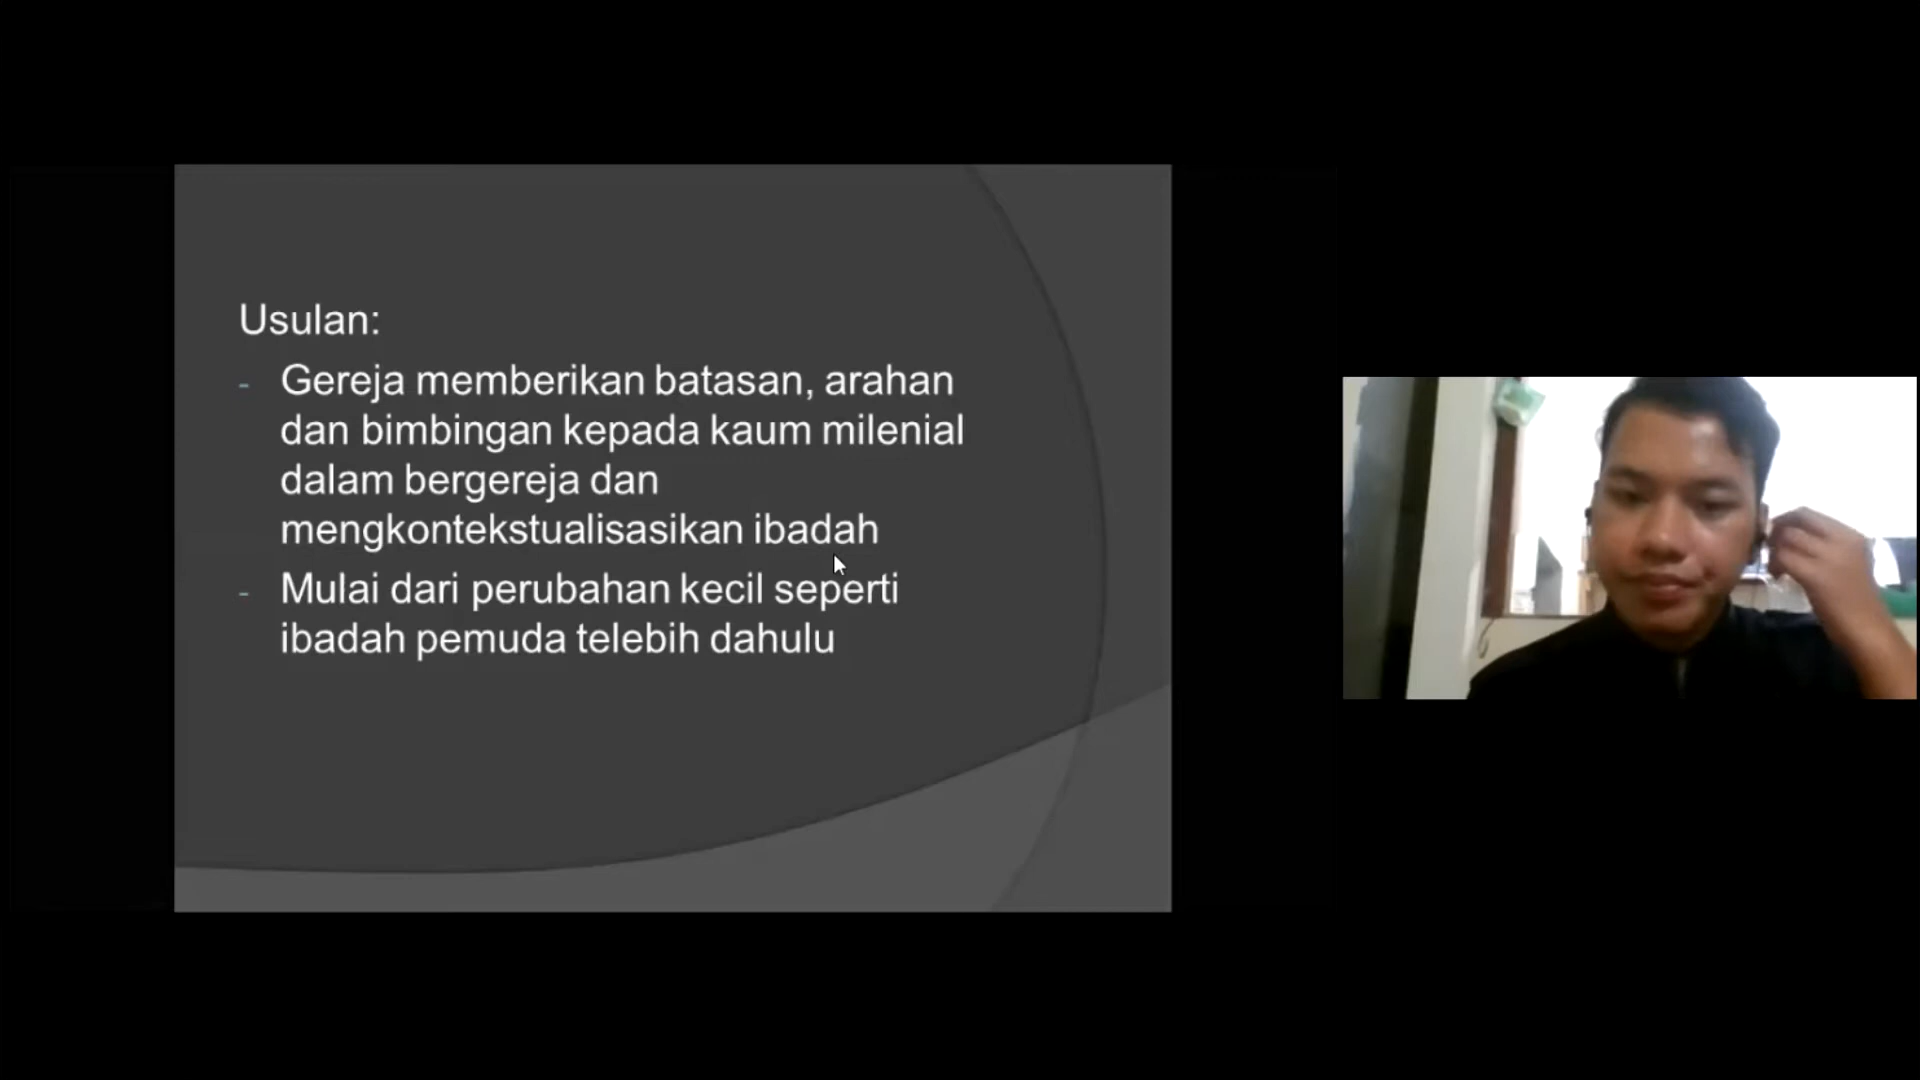 Usulan:
- Gereja memberikan batasan, arahan
dan bimbingan kepada kaum milenial
dalam bergereja dan
mengkontekstualisasikan ibadah
- Mulai dari perubahan kecil seperti
ibadah pemuda telebih dahulu